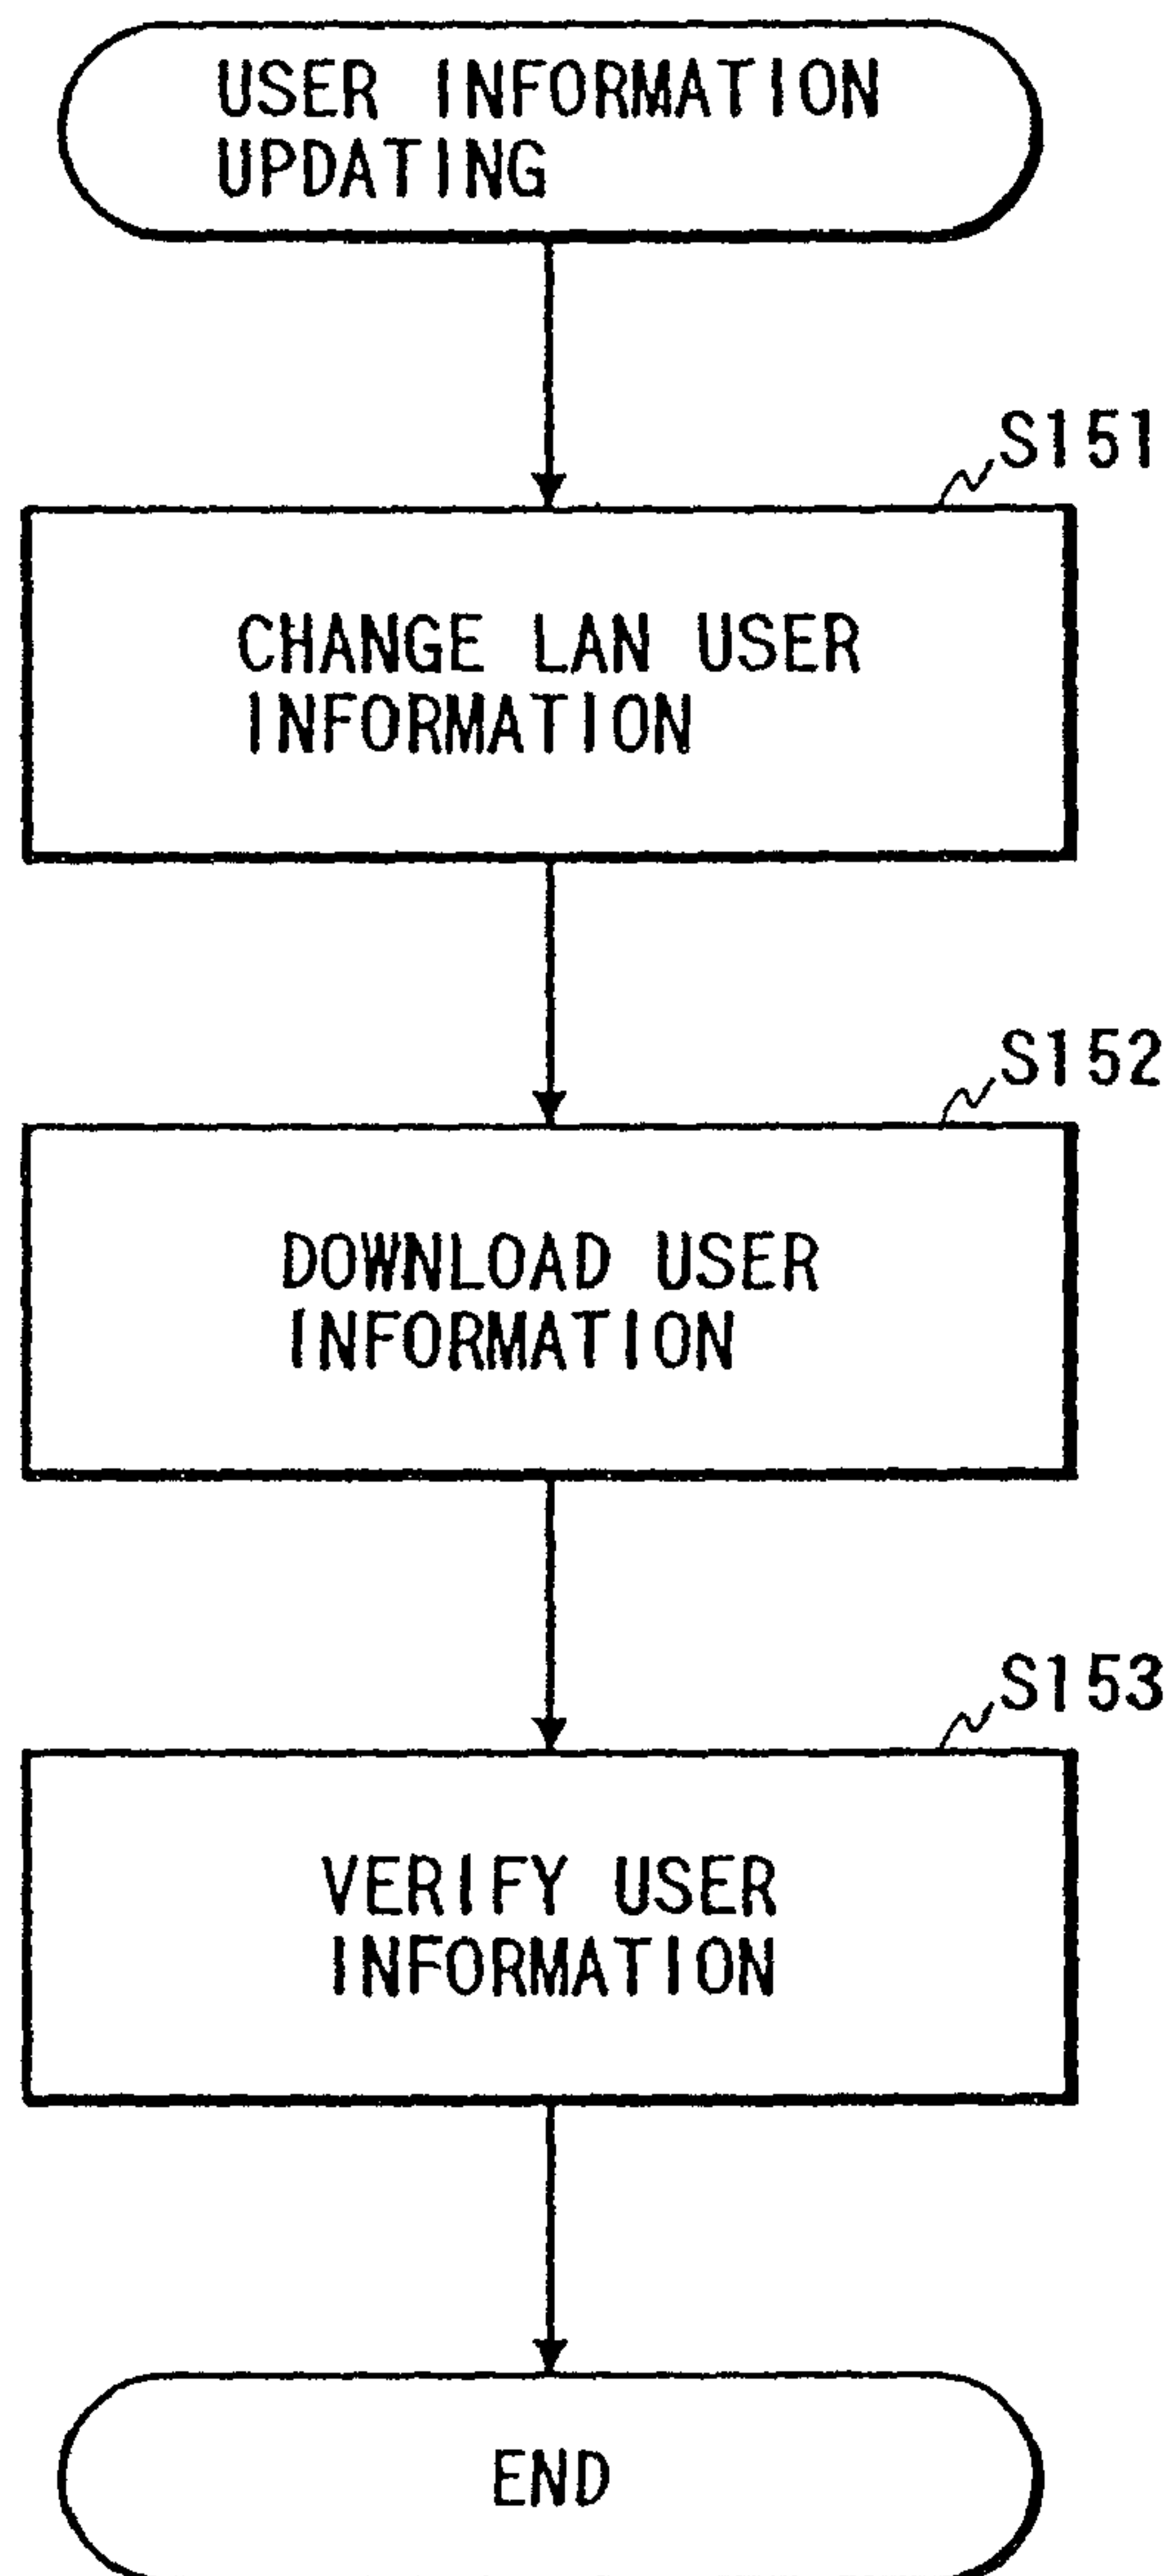 USER INFORMATION
UPDATING
S151
CHANGE LAN USER
INFORMATION
S152
DOWNLOAD USER
INFORMATION
S153
VERIFY USER
INFORMATION
END